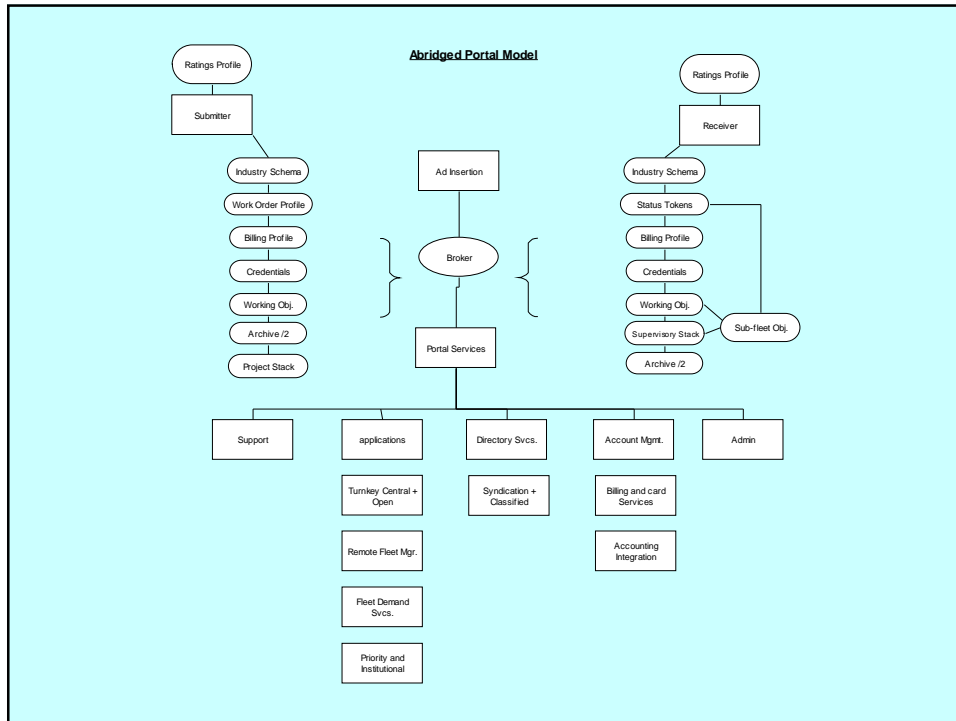 Abridged Portal Model
Ratings Profile
Submitter
Industry Schema
Work Order Profile
Billing Profile
Credentials
Working Obj.
Archive /2
Project Stack
Ad Insertion
Broker
Portal Services
Ratings Profile
Receiver
Industry Schema
Status Tokens
Billing Profile
Credentials
Working Obj.
Supervisory Stack
Archive /2
Sub-fleet Obj.
Support
applications
Directory Svcs.
Account Mgmt.
Admin
Turnkey Central +
Open
Syndication +
Classified
Billing and card
Services
Remote Fleet Mgr.
Accounting
Integration
Fleet Demand
Svcs.
Priority and
Institutional